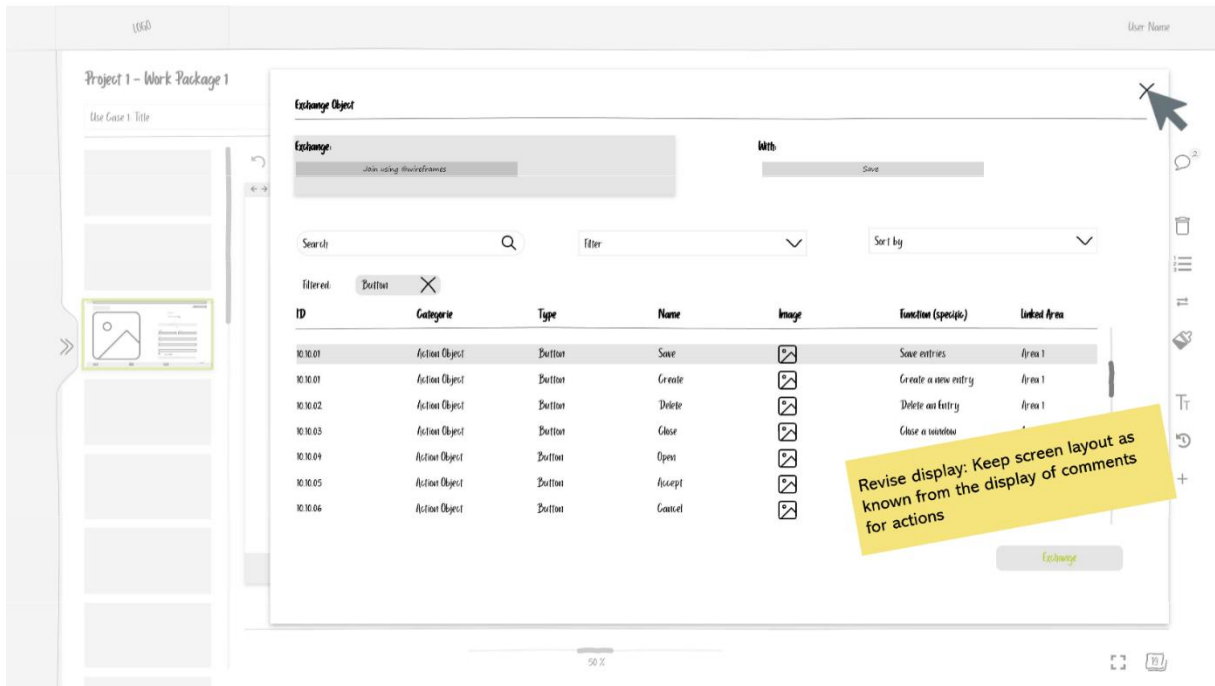 LOGO
User Name
Project 1 - Work Package 1
Use Case 1 Title
Exchange Object
Exchange:
With:
Join using @wireframes
Save
2
Search
Filter
Sort by
Filtered:
Button
ID Categorie Type Name Image Function (specific) Linked Area
10.10.01 Action Object Button Save Save entries Area 1
10.10.01 Action Object Button Create Create a new entry Area 1
10.10.02 Action Object Button Delete Delete an Entry Area 1
10.10.03 Action Object Button Close Close a window
10.10.04 Action Object Button Open
10.10.05 Action Object Button Accept
10.10.06 Action Object Button Cancel
Revise display: Keep screen layout as
known from the display of comments
for actions
Exchange
50 %
19